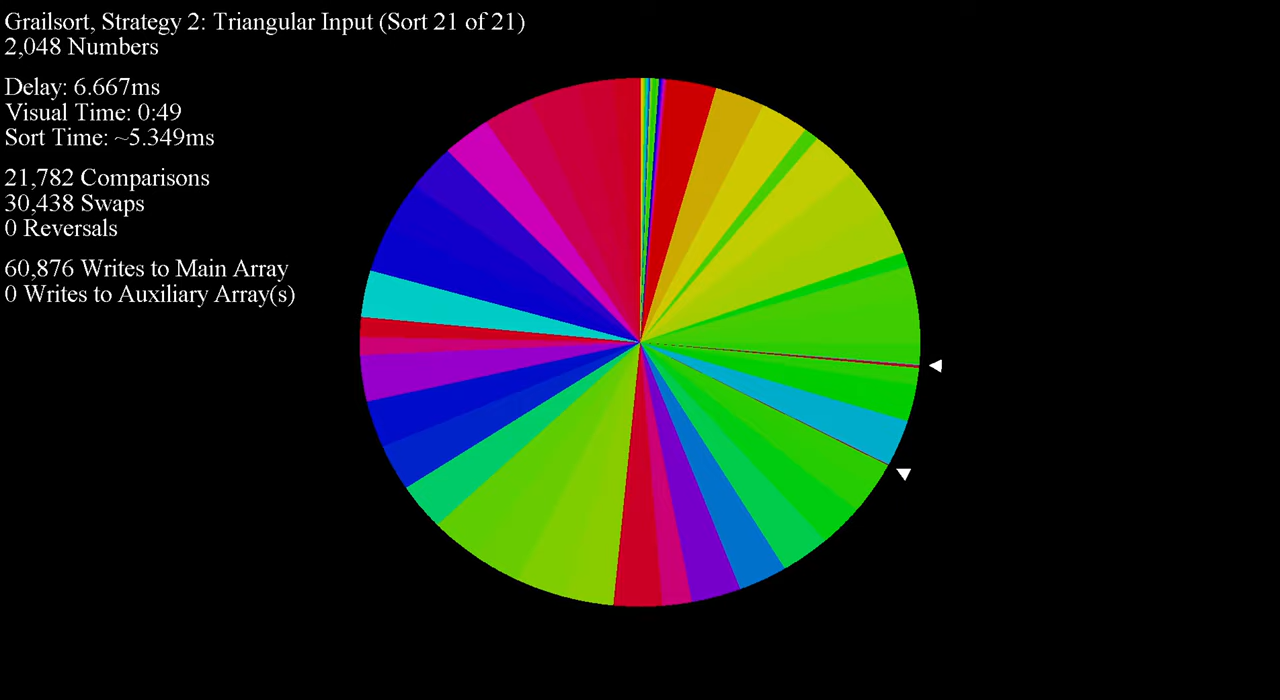 Grailsort, Strategy 2: Triangular Input (Sort 21 of 21)
2,048 Numbers
Delay: 6.667ms
Visual Time: 0:49
Sort Time: ~5.349ms
21,782 Comparisons
30,438 Swaps
0 Reversals
60,876 Writes to Main Array
0 Writes to Auxiliary Array(s)